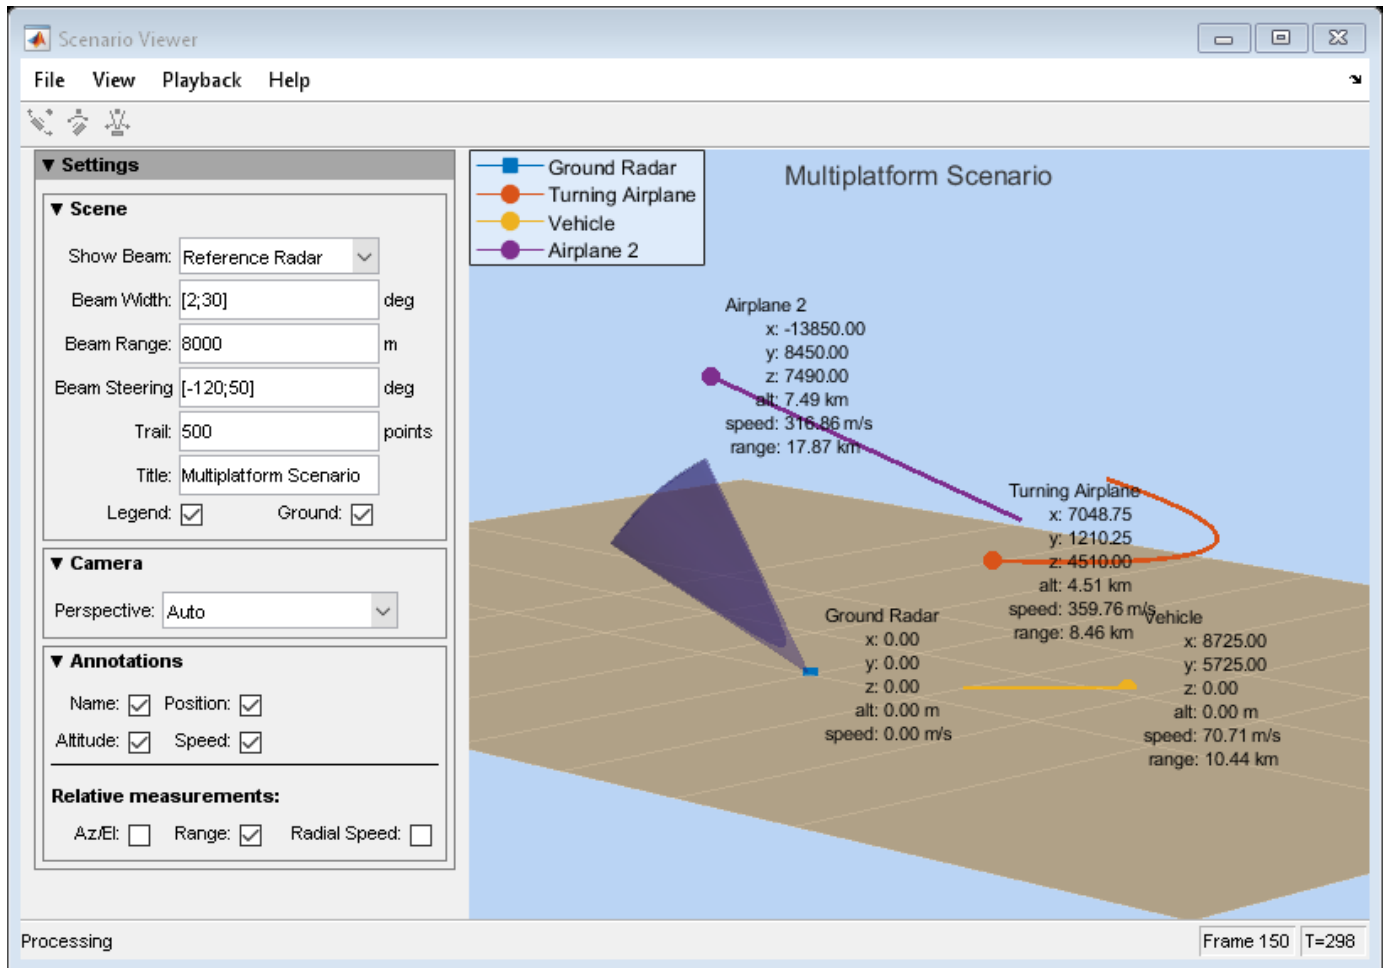 Scenario Viewer
File View Playback Help
▼ Settings
▼ Scene
Show Beam: Reference Radar
Beam Width: [2;30] deg
Beam Range: 8000 m
Beam Steering [-120;50] deg
Trail: 500 points
Title: Multiplatform Scenario
Legend: Ground:
▼ Camera
Perspective: Auto
▼ Annotations
Name: Position:
Altitude: Speed:
Relative measurements:
Az/El: Range: Radial Speed:
Ground Radar
Turning Airplane
Vehicle
Airplane 2
Multiplatform Scenario
Airplane 2
x: -13850.00
y: 8450.00
z: 7490.00
alt: 7.49 km
speed: 316.86 m/s
range: 17.87 km
Turning Airplane
x: 7048.75
y: 1210.25
z: 4510.00
alt: 4.51 km
speed: 359.76 m/s
range: 8.46 km
Ground Radar
x: 0.00
y: 0.00
z: 0.00
alt: 0.00 m
speed: 0.00 m/s
Vehicle
x: 8725.00
y: 5725.00
z: 0.00
alt: 0.00 m
speed: 70.71 m/s
range: 10.44 km
Processing
Frame 150 T=298